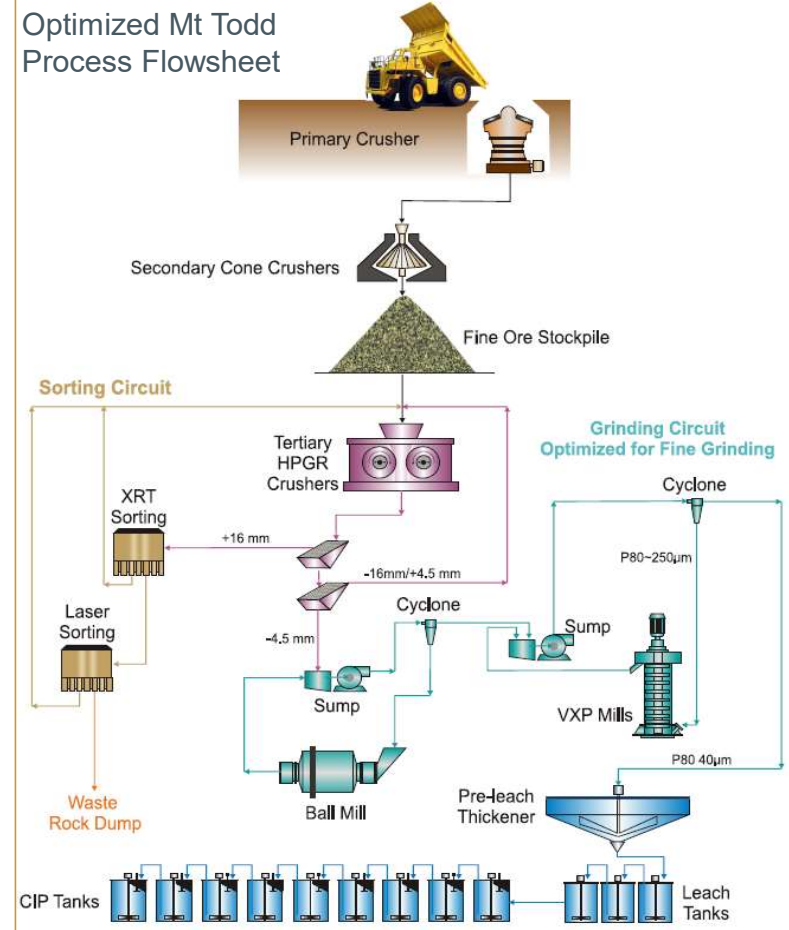 Optimized Mt Todd
Process Flowsheet
Primary Crusher
Secondary Cone Crushers
Fine Ore Stockpile
Sorting Circuit
Grinding Circuit
Optimized for Fine Grinding
Tertiary
HPGR
Crushers
Cyclone
XRT
Sorting
+16 mm
P80~250µm
-16mm/+4.5 mm
Laser
Sorting
Cyclone
-4.5 mm
Sump
Sump
VXP Mills
P80 40µm
Waste
Rock Dump
Ball Mill
Pre-leach
Thickener
CIP Tanks
Leach
Tanks